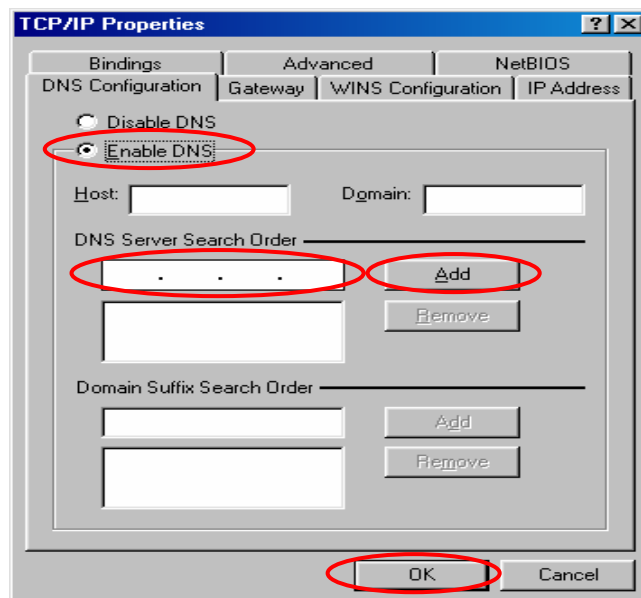 TCP/IP Properties
Bindings Advanced NetBIOS
DNS Configuration Gateway WINS Configuration IP Address
Disable DNS
Enable DNS
Host: Domain:
DNS Server Search Order
. . . Add
Remove
Domain Suffix Search Order
Add
Remove
OK Cancel